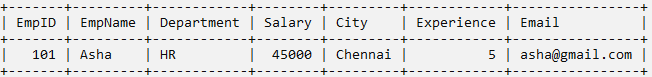 +-------+---------+------------+--------+---------+------------+----------------+
| EmpID | EmpName | Department | Salary | City    | Experience | Email          |
+-------+---------+------------+--------+---------+------------+----------------+
|   101 | Asha    | HR         |  45000 | Chennai |          5 | asha@gmail.com |
+-------+---------+------------+--------+---------+------------+----------------+